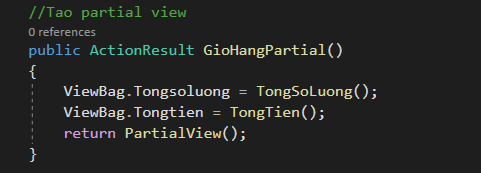 //Tao partial view
0 references
public ActionResult GioHangPartial()
{
ViewBag.Tongsoluong = TongSoLuong();
ViewBag.Tongtien = TongTien();
return PartialView();
}